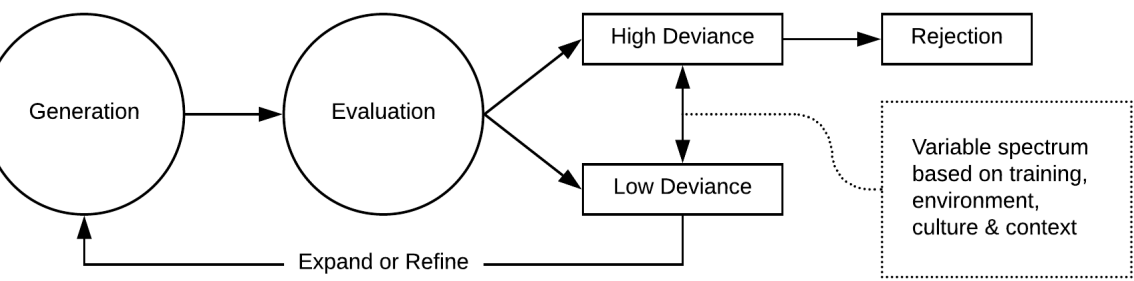 High Deviance
Rejection
Generation
Evaluation
Variable spectrum
based on training,
environment,
culture & context
Low Deviance
Expand or Refine